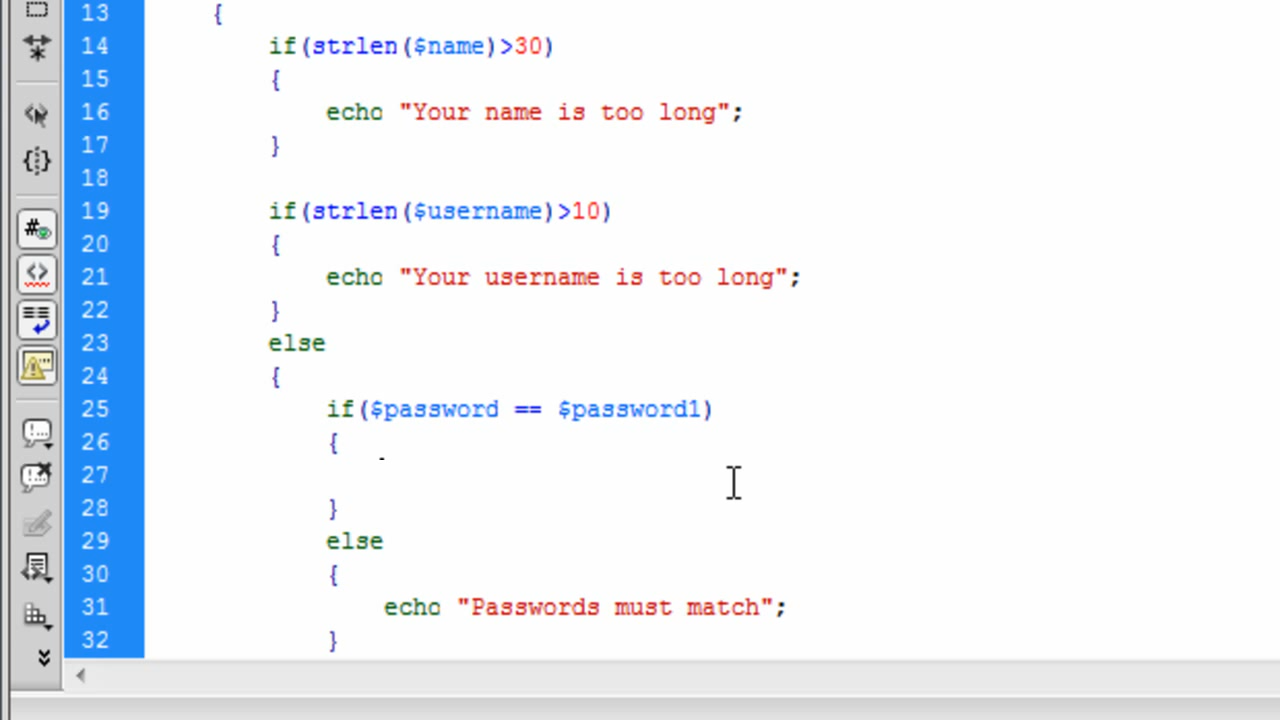 13 {
14 if(strlen($name)>30)
15 {
16 echo "Your name is too long";
17 }
18
19 if(strlen($username)>10)
20 {
21 echo "Your username is too long";
22 }
23 else
24 {
25 if($password == $password1)
26 {
27
28 }
29 else
30 {
31 echo "Passwords must match";
32 }